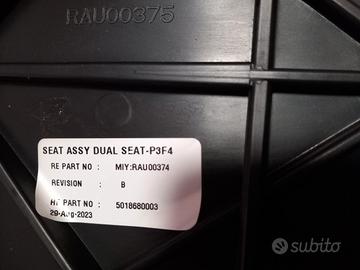 RAU00375
SEAT ASSY DUAL SEAT-P3F4
RE PART NO : MIY:RAU00374
REVISION : B
PART NO : 5018680003
29-Aug-2023
subito